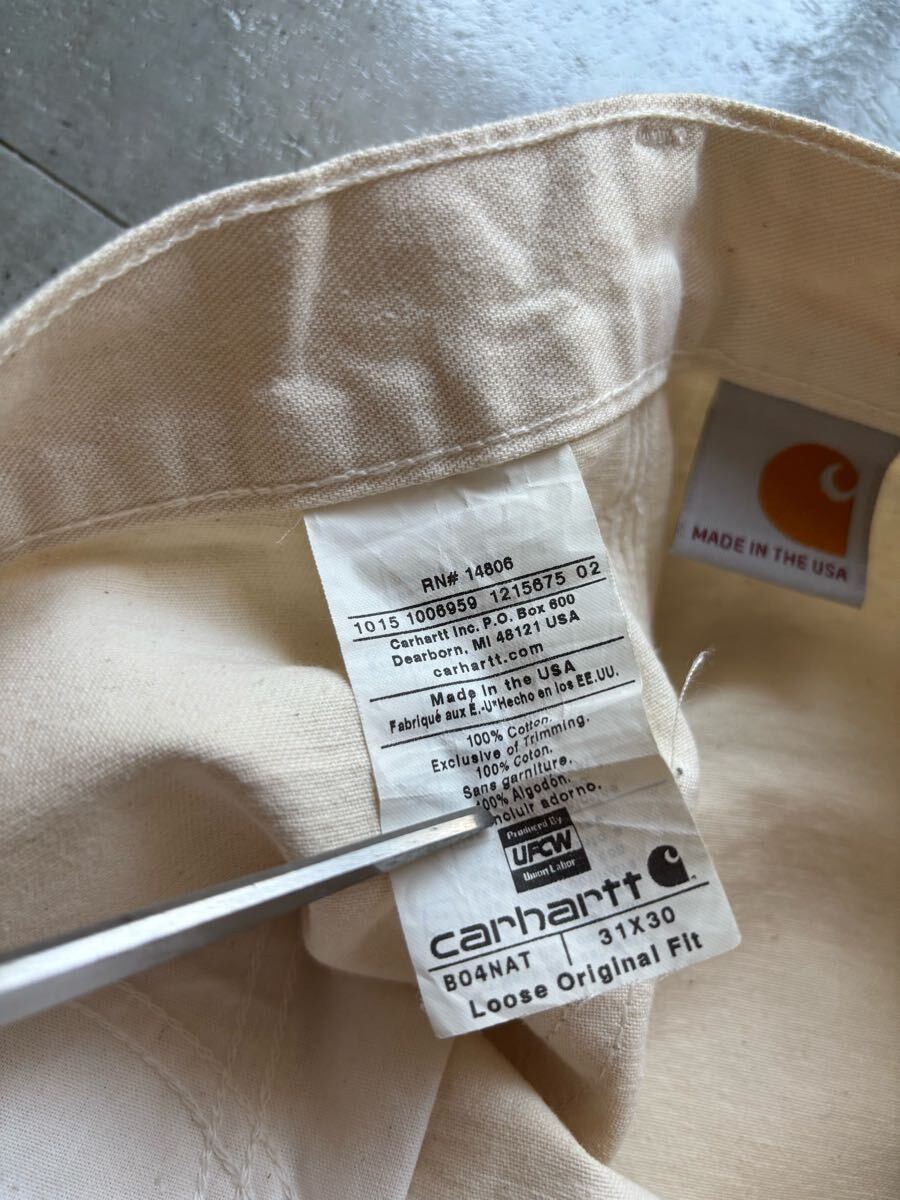 RN# 14806
1015 1006959 1215675 02
Carhartt Inc. P.O. Box 600
Dearborn, MI 48121 USA
carhartt.com
Made in the USA
Fabriqué aux É.-U*Hecho en los EE.UU.
100% Cotton.
Exclusive of Trimming.
100% Coton.
Sans garniture.
100% Algodón.
incluir adorno.
Produced By
UFCW
Union Labor
carhartt
B04NAT 31X30
Loose Original Fit
MADE IN THE USA